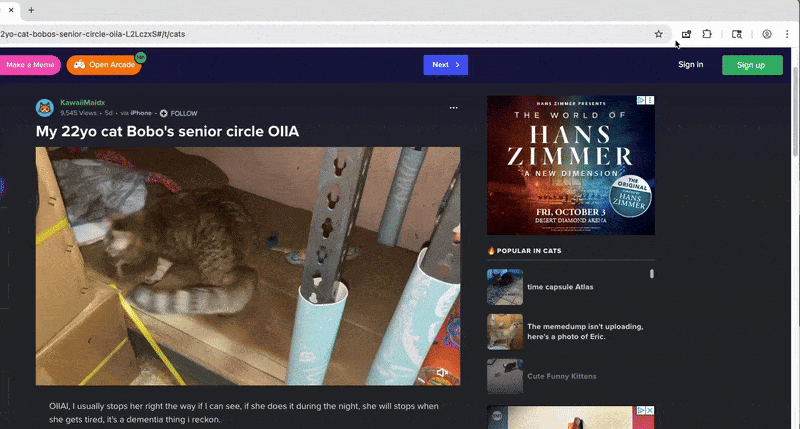 2yo-cat-bobos-senior-circle-oiia-L2LczxS#/t/cats
Make a Meme
Open Arcade
Next
Sign in
Sign up
KawaiiMaidx
9,545 Views • 5d • via iPhone • FOLLOW
My 22yo cat Bobo's senior circle OIIA
HANS ZIMMER PRESENTS
THE WORLD OF
HANS
ZIMMER
A NEW DIMENSION
THE
ORIGINAL
HANS
ZIMMER
FRI, OCTOBER 3
DESERT DIAMOND ARENA
POPULAR IN CATS
time capsule Atlas
The memedump isn't uploading,
here's a photo of Eric.
Cute Funny Kittens
OIIAI, I usually stops her right the way if I can see, if she does it during the night, she will stops when
she gets tired, it's a dementia thing i reckon.